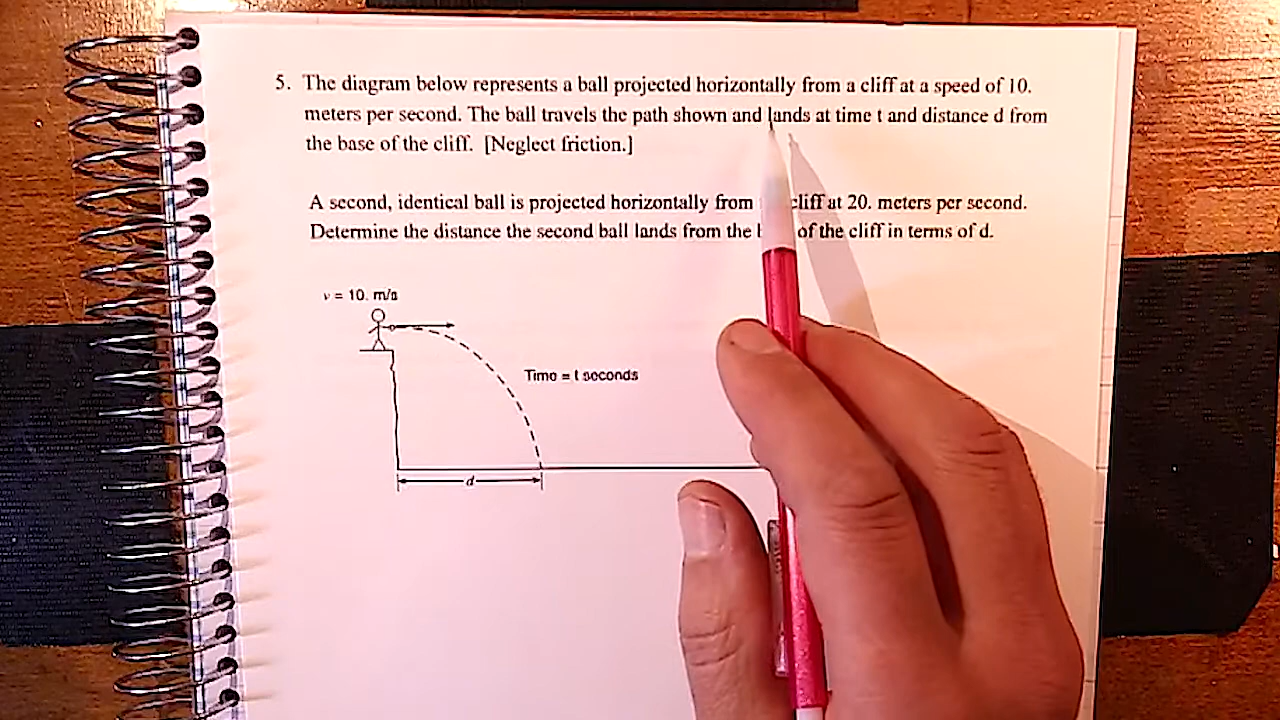 5. The diagram below represents a ball projected horizontally from a cliff at a speed of 10.
meters per second. The ball travels the path shown and lands at time t and distance d from
the base of the cliff. [Neglect friction.]
A second, identical ball is projected horizontally from cliff at 20. meters per second.
Determine the distance the second ball lands from the of the cliff in terms of d.
v = 10. m/s
Time = t seconds
d